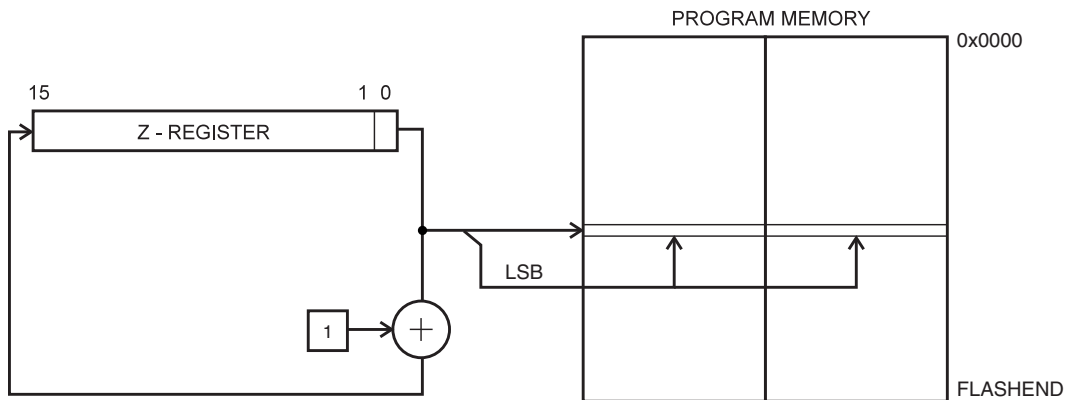 PROGRAM MEMORY
0x0000
15 1 0
Z - REGISTER
LSB
1
+
FLASHEND